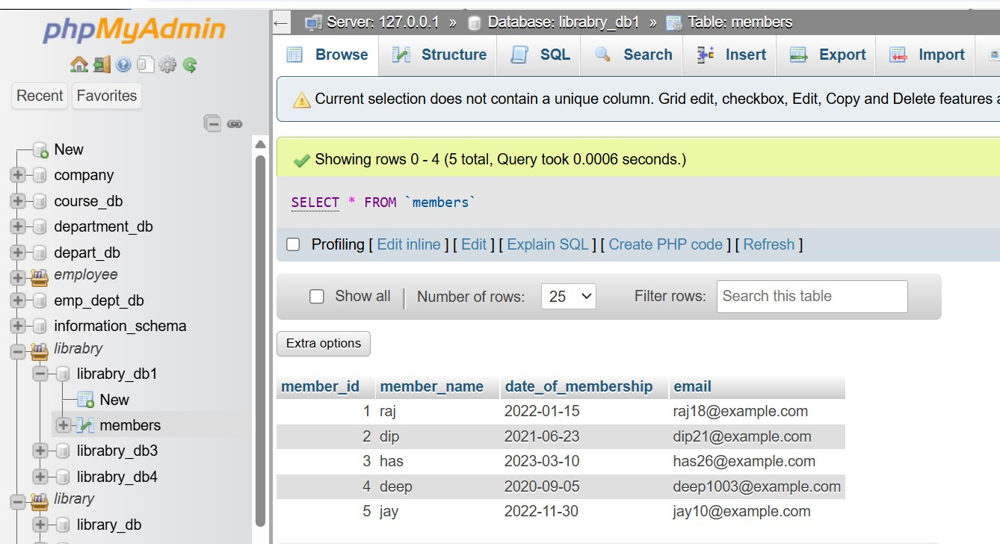 phpMyAdmin
Recent Favorites
New
company
course_db
department_db
depart_db
employee
emp_dept_db
information_schema
librabry
librabry_db1
New
members
librabry_db3
librabry_db4
library
library_db
Server: 127.0.0.1 » Database: librabry_db1 » Table: members
Browse Structure SQL Search Insert Export Import
Current selection does not contain a unique column. Grid edit, checkbox, Edit, Copy and Delete features
Showing rows 0 - 4 (5 total, Query took 0.0006 seconds.)
SELECT * FROM `members`
Profiling [ Edit inline ] [ Edit ] [ Explain SQL ] [ Create PHP code ] [ Refresh ]
Show all | Number of rows: 25 Filter rows: Search this table
Extra options
member_id member_name date_of_membership email
1 raj 2022-01-15 raj18@example.com
2 dip 2021-06-23 dip21@example.com
3 has 2023-03-10 has26@example.com
4 deep 2020-09-05 deep1003@example.com
5 jay 2022-11-30 jay10@example.com